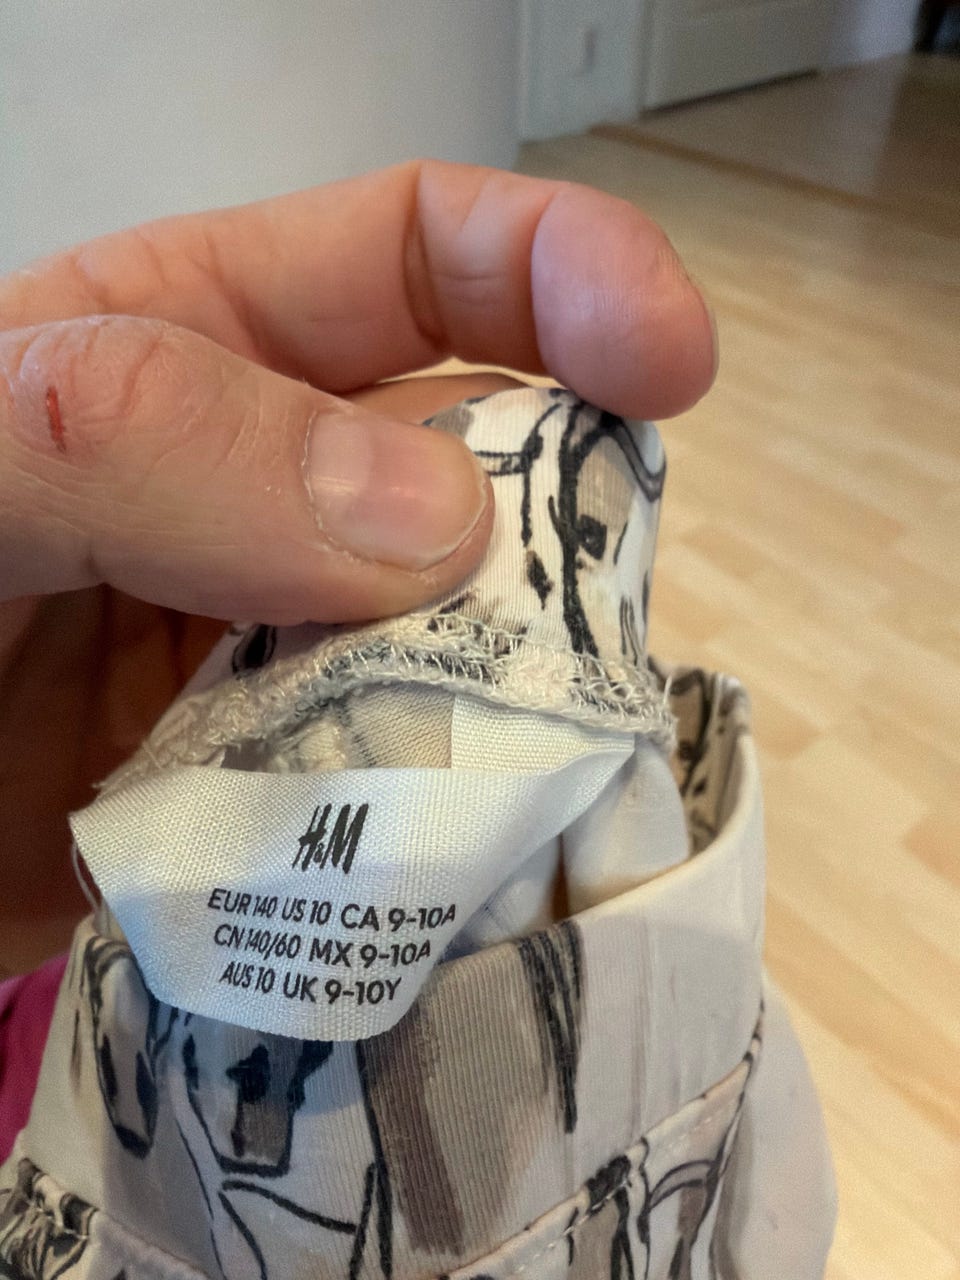 H&M
EUR 140 US 10 CA 9-10A
CN 140/60 MX 9-10A
AUS 10 UK 9-10Y